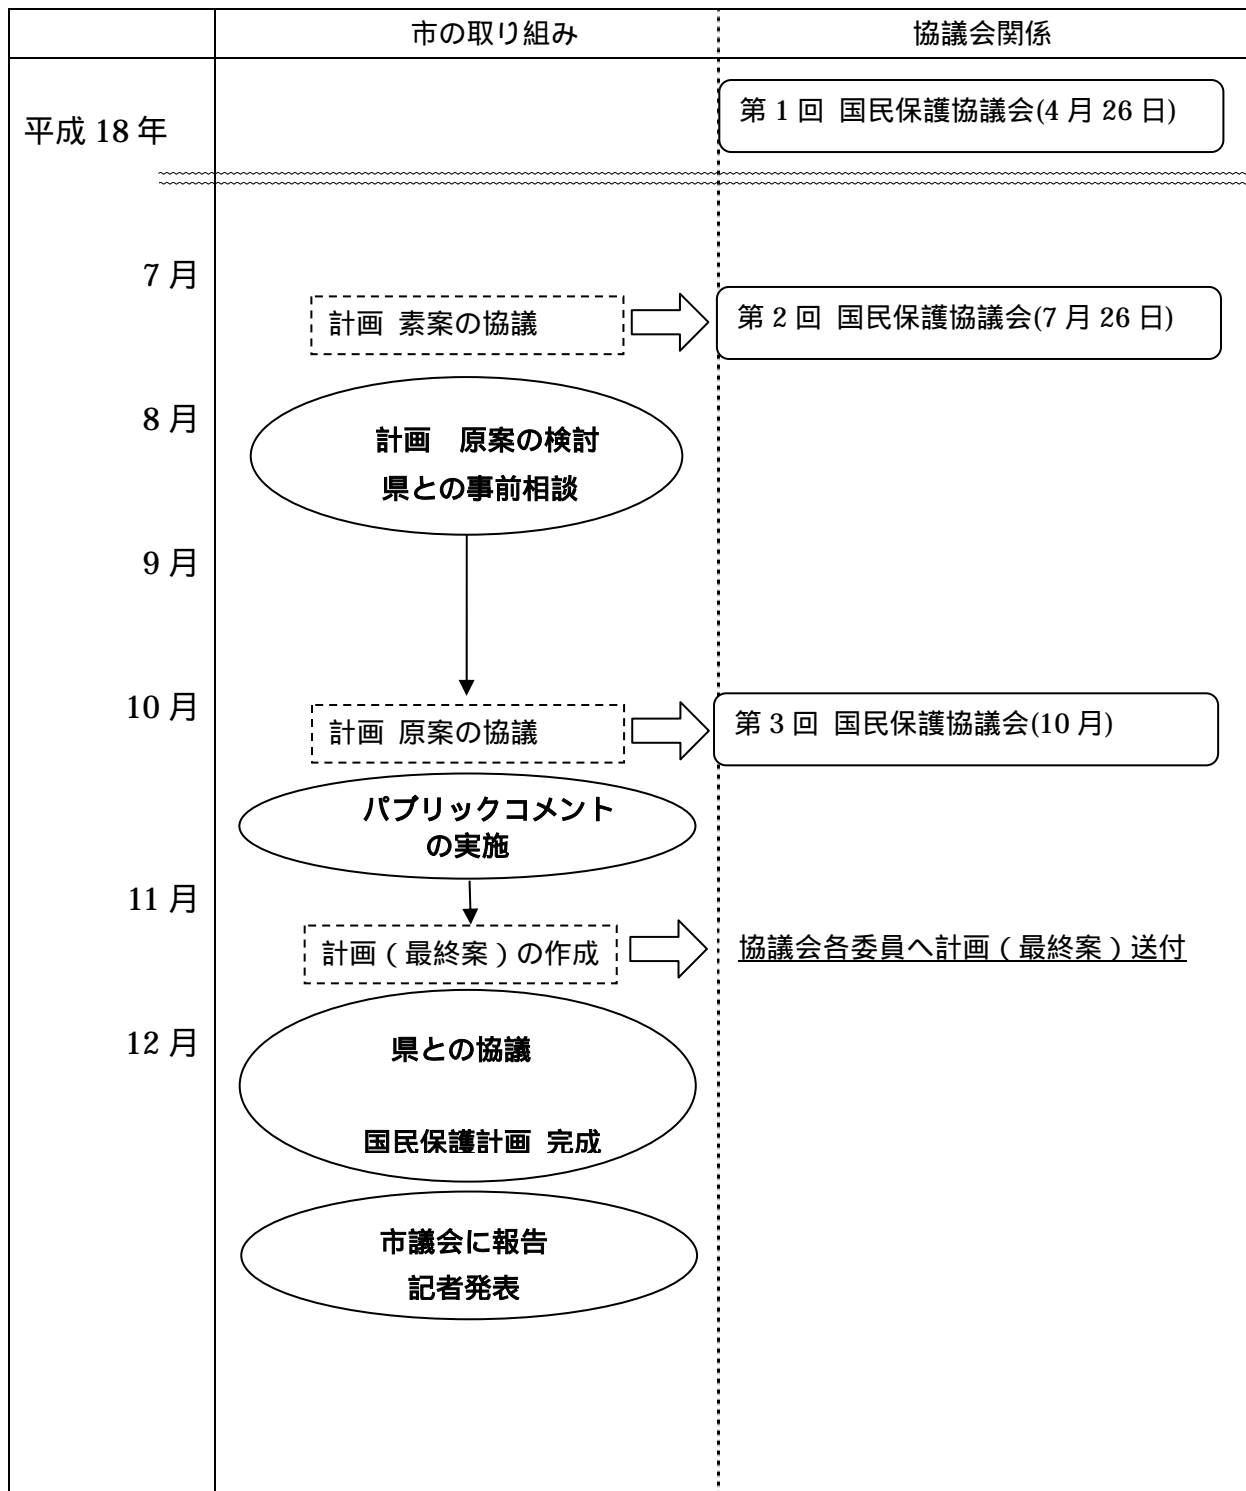 市の取り組み 協議会関係
平成 18 年
第 1 回 国民保護協議会(4 月 26 日)
7 月
計画 素案の協議
第 2 回 国民保護協議会(7 月 26 日)
8 月
計画 原案の検討
県との事前相談
9 月
10 月
計画 原案の協議
第 3 回 国民保護協議会(10 月)
パブリックコメント
の実施
11 月
計画（最終案）の作成
協議会各委員へ計画（最終案）送付
12 月
県との協議
国民保護計画 完成
市議会に報告
記者発表